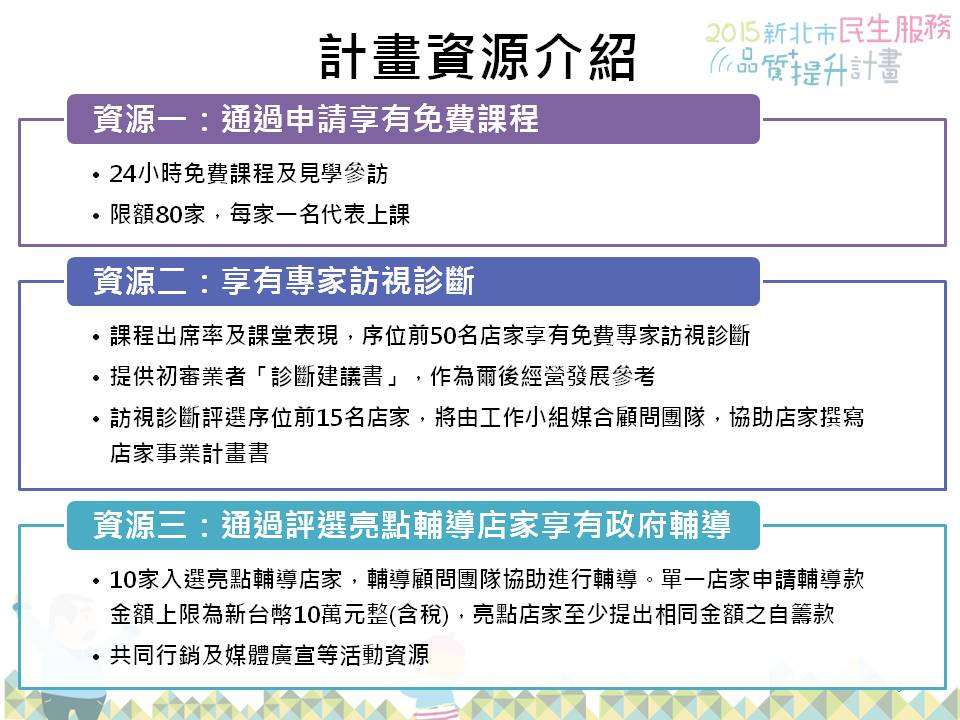 計畫資源介紹
2015新北市民生服務
品質+提升計畫
資源一：通過申請享有免費課程
• 24小時免費課程及見學參訪
• 限額80家，每家一名代表上課
資源二：享有專家訪視診斷
• 課程出席率及課堂表現，序位前50名店家享有免費專家訪視診斷
• 提供初審業者「診斷建議書」，作為爾後經營發展參考
• 訪視診斷評選序位前15名店家，將由工作小組媒合顧問團隊，協助店家撰寫
店家事業計畫書
資源三：通過評選亮點輔導店家享有政府輔導
• 10家入選亮點輔導店家，輔導顧問團隊協助進行輔導。單一店家申請輔導款
金額上限為新台幣10萬元整(含稅)，亮點店家至少提出相同金額之自籌款
• 共同行銷及媒體廣宣等活動資源